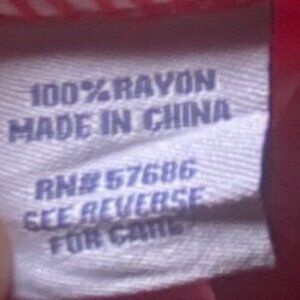 100%RAYON
MADE IN CHINA
RN#57686
SEE REVERSE
FOR CARE